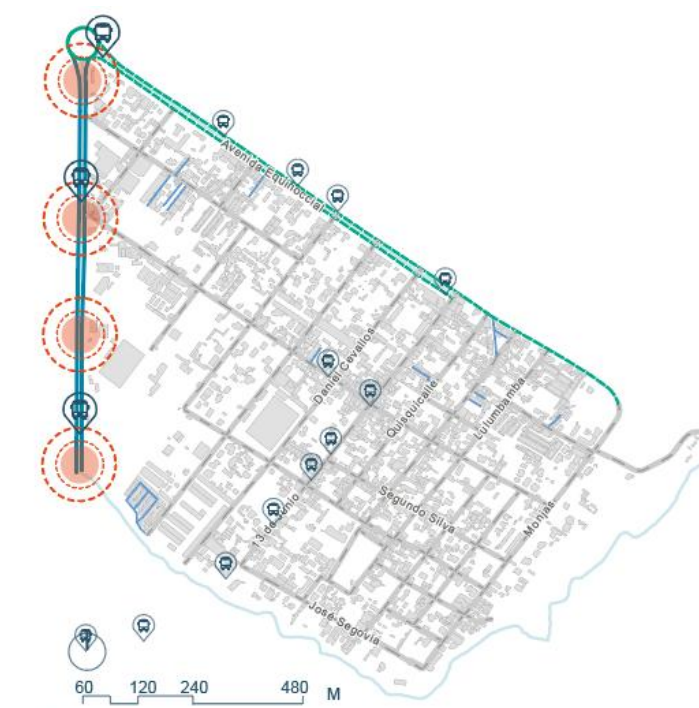 Avenida Equinoccial
Daniel Cevallos
Quisquicalle
Lulumbamba
Segundo Silva
13 de Junio
Monjas
José Segovia
60 120 240 480 M